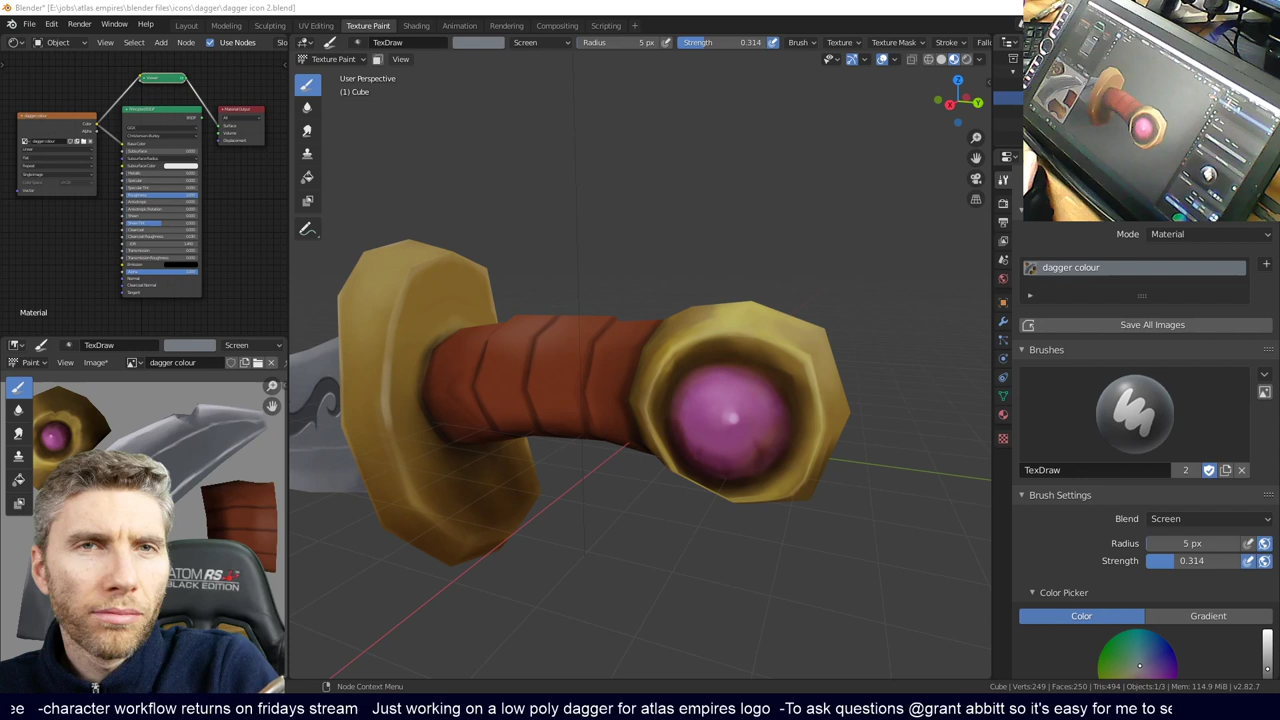 Blender* [E:\jobs\atlas empires\blender files\icons\dagger\dagger icon 2.blend]
File Edit Render Window Help Layout Modeling Sculpting UV Editing Texture Paint Shading Animation Rendering Compositing Scripting +
Object View Select Add Node Use Nodes Slo
TexDraw Screen Radius 5 px Strength 0.314 Brush Texture Texture Mask Stroke Fallo
Texture Paint View
User Perspective
(1) Cube
Z
Y
Material
TexDraw Screen
Paint View Image* dagger colour
Mode Material
dagger colour
Save All Images
Brushes
TexDraw 2
Brush Settings
Blend Screen
Radius 5 px
Strength 0.314
Color Picker
Color Gradient
ATOM RS
BLACK EDITION
Node Context Menu
Cube | Verts:249 | Faces:250 | Tris:494 | Objects:1/3 | Mem: 114.9 MiB | v2.82.7
ee -character workflow returns on fridays stream Just working on a low poly dagger for atlas empires logo -To ask questions @grant abbitt so it's easy for me to se